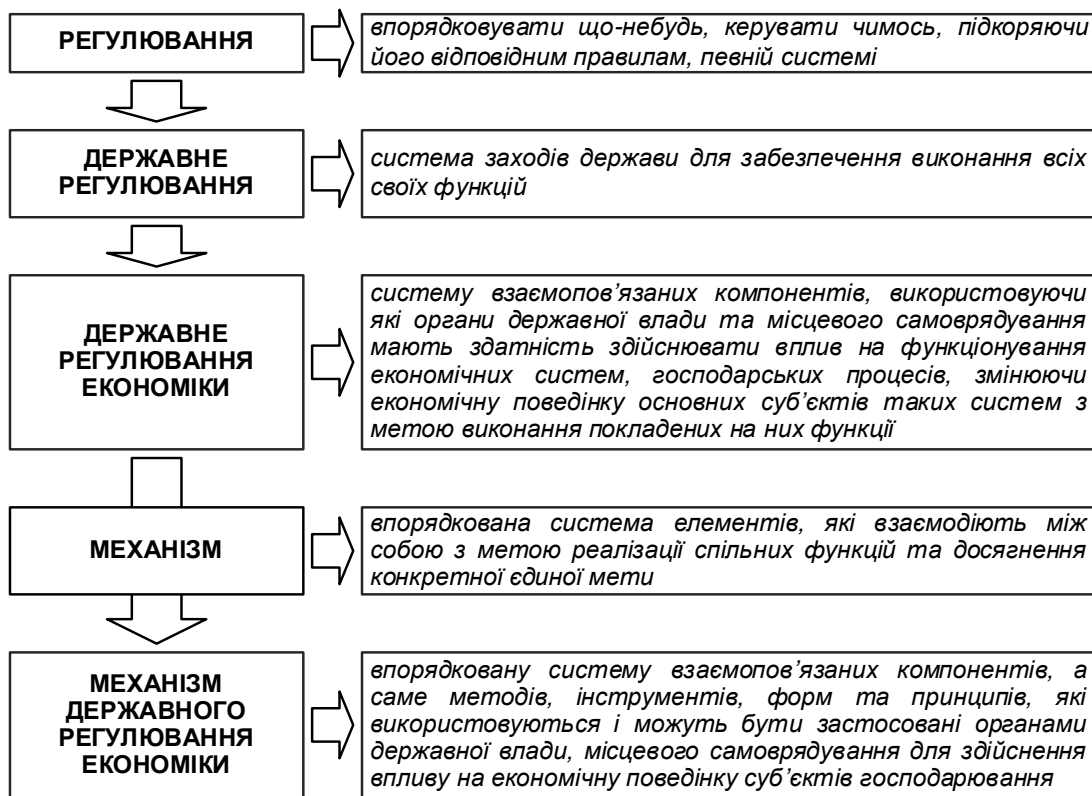 РЕГУЛЮВАННЯ
впорядковувати що-небудь, керувати чимось, підкоряючи
його відповідним правилам, певній системі
ДЕРЖАВНЕ
РЕГУЛЮВАННЯ
система заходів держави для забезпечення виконання всіх
своїх функцій
ДЕРЖАВНЕ
РЕГУЛЮВАННЯ
ЕКОНОМІКИ
систему взаємопов’язаних компонентів, використовуючи
які органи державної влади та місцевого самоврядування
мають здатність здійснювати вплив на функціонування
економічних систем, господарських процесів, змінюючи
економічну поведінку основних суб’єктів таких систем з
метою виконання покладених на них функції
МЕХАНІЗМ
впорядкована система елементів, які взаємодіють між
собою з метою реалізації спільних функцій та досягнення
конкретної єдиної мети
МЕХАНІЗМ
ДЕРЖАВНОГО
РЕГУЛЮВАННЯ
ЕКОНОМІКИ
впорядковану систему взаємопов’язаних компонентів, а
саме методів, інструментів, форм та принципів, які
використовуються і можуть бути застосовані органами
державної влади, місцевого самоврядування для здійснення
впливу на економічну поведінку суб’єктів господарювання